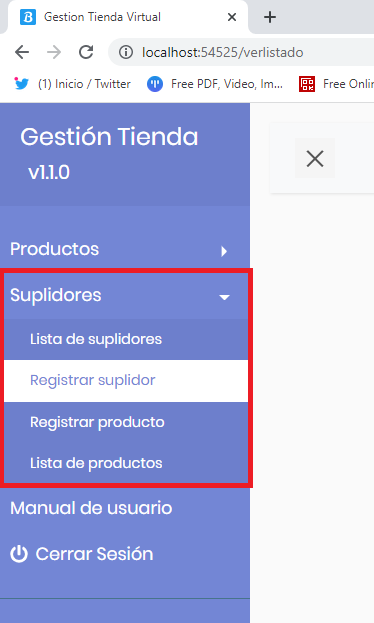 Gestion Tienda Virtual
localhost:54525/verlistado
(1) Inicio / Twitter Free PDF, Video, Im... Free Onlin
Gestión Tienda
v1.1.0
Productos
Suplidores
Lista de suplidores
Registrar suplidor
Registrar producto
Lista de productos
Manual de usuario
Cerrar Sesión